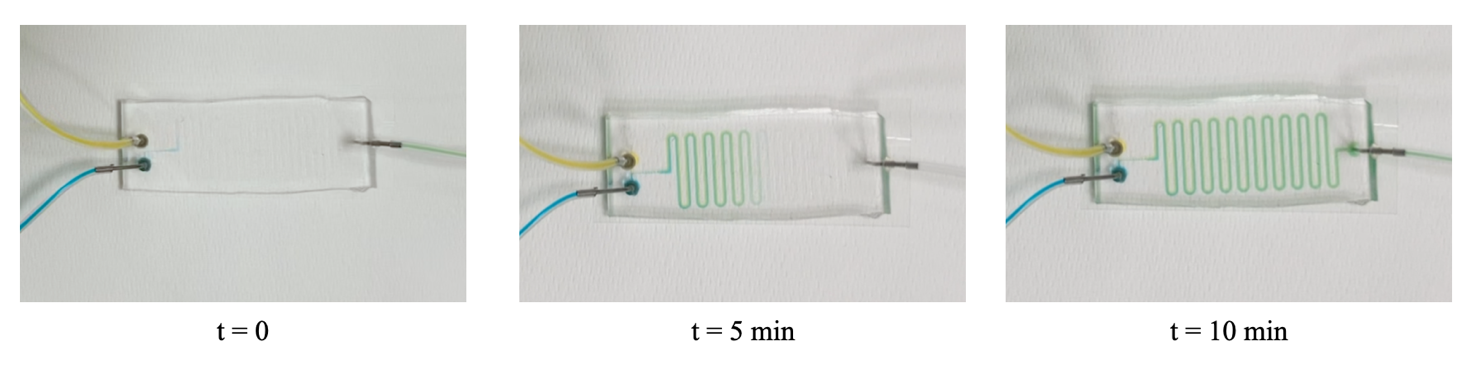 t = 0
t = 5 min
t = 10 min